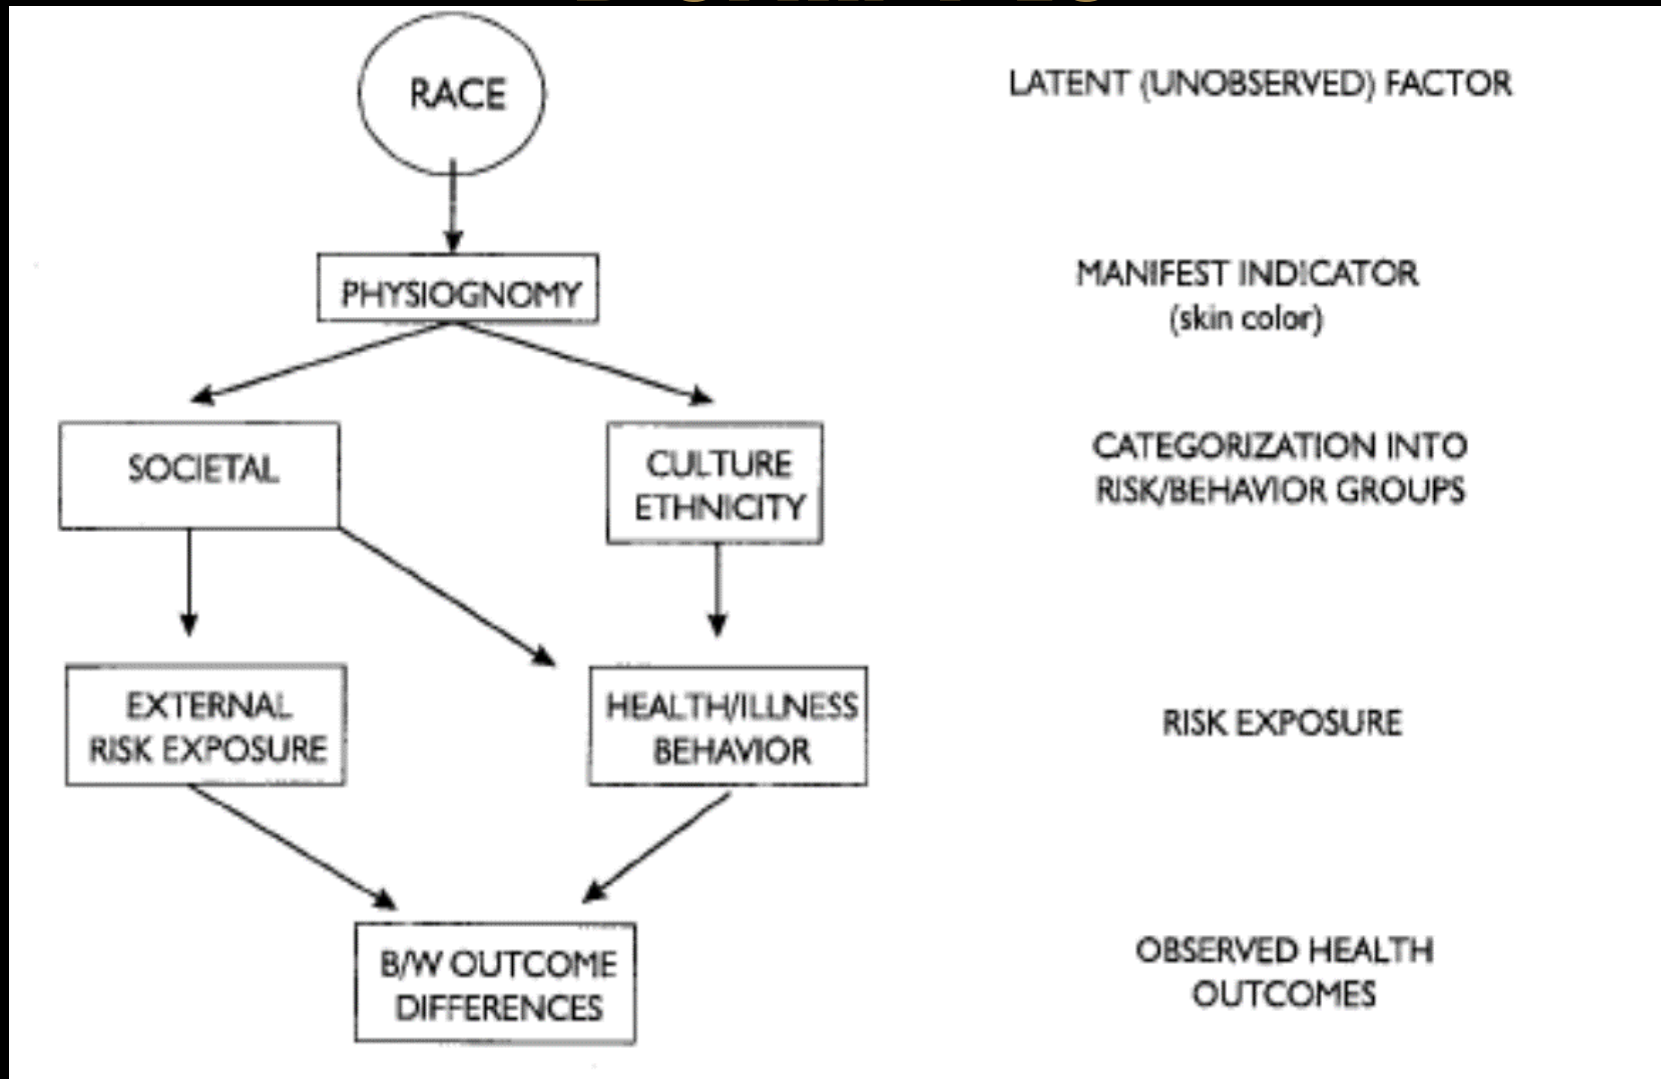 RACE
LATENT (UNOBSERVED) FACTOR
PHYSIOGNOMY
MANIFEST INDICATOR
(skin color)
SOCIETAL
CULTURE
ETHNICITY
CATEGORIZATION INTO
RISK/BEHAVIOR GROUPS
EXTERNAL
RISK EXPOSURE
HEALTH/ILLNESS
BEHAVIOR
RISK EXPOSURE
B/W OUTCOME
DIFFERENCES
OBSERVED HEALTH
OUTCOMES